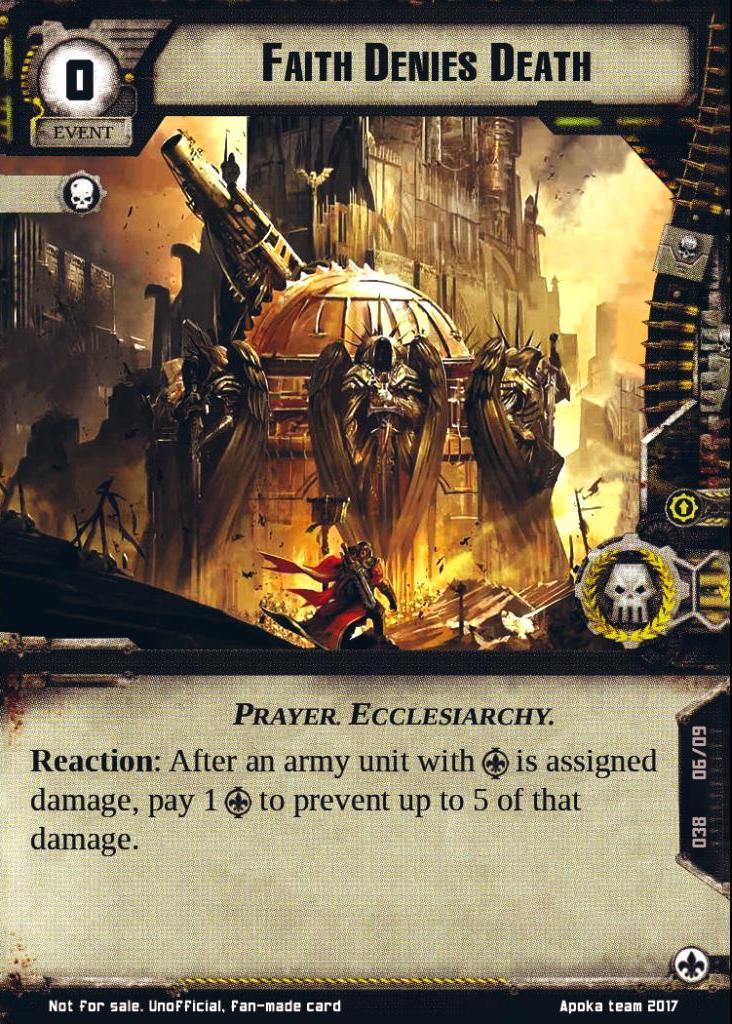 0
FAITH DENIES DEATH
EVENT
PRAYER. ECCLESIARCHY.
Reaction: After an army unit with is assigned
damage, pay 1 to prevent up to 5 of that
damage.
038 06/09
Not for sale. Unofficial, fan-made card
Apoka team 2017